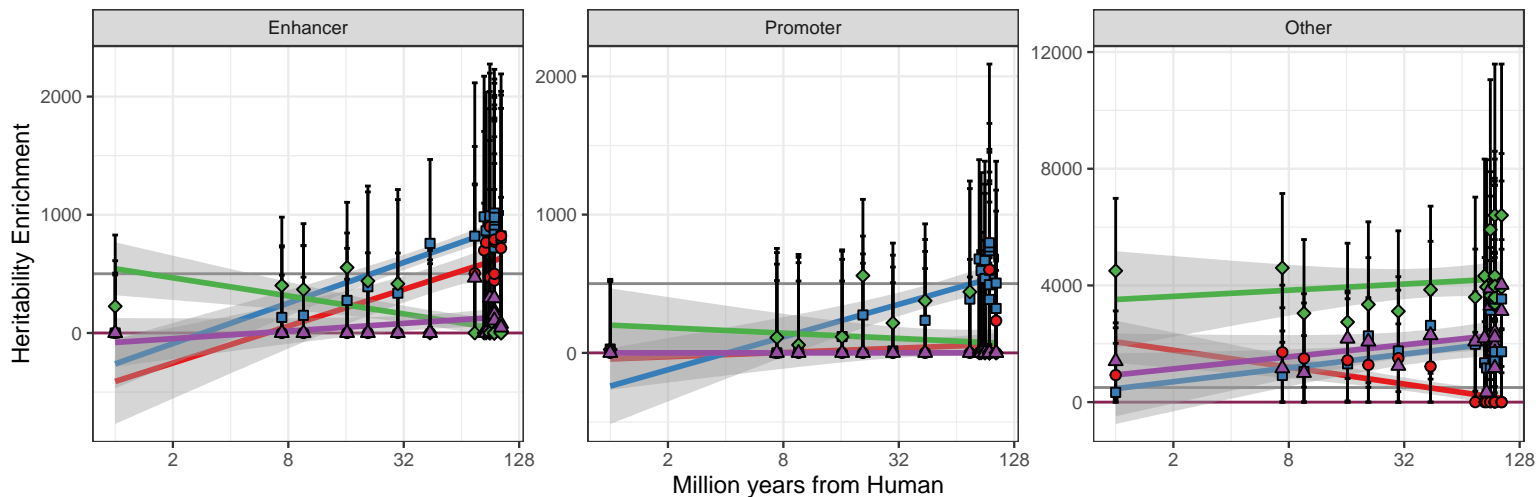 Enhancer
Promoter
Other
Heritability Enrichment
2000
1000
0
2000
1000
0
12000
8000
4000
0
2 8 32 128
2 8 32 128
2 8 32 128
Million years from Human